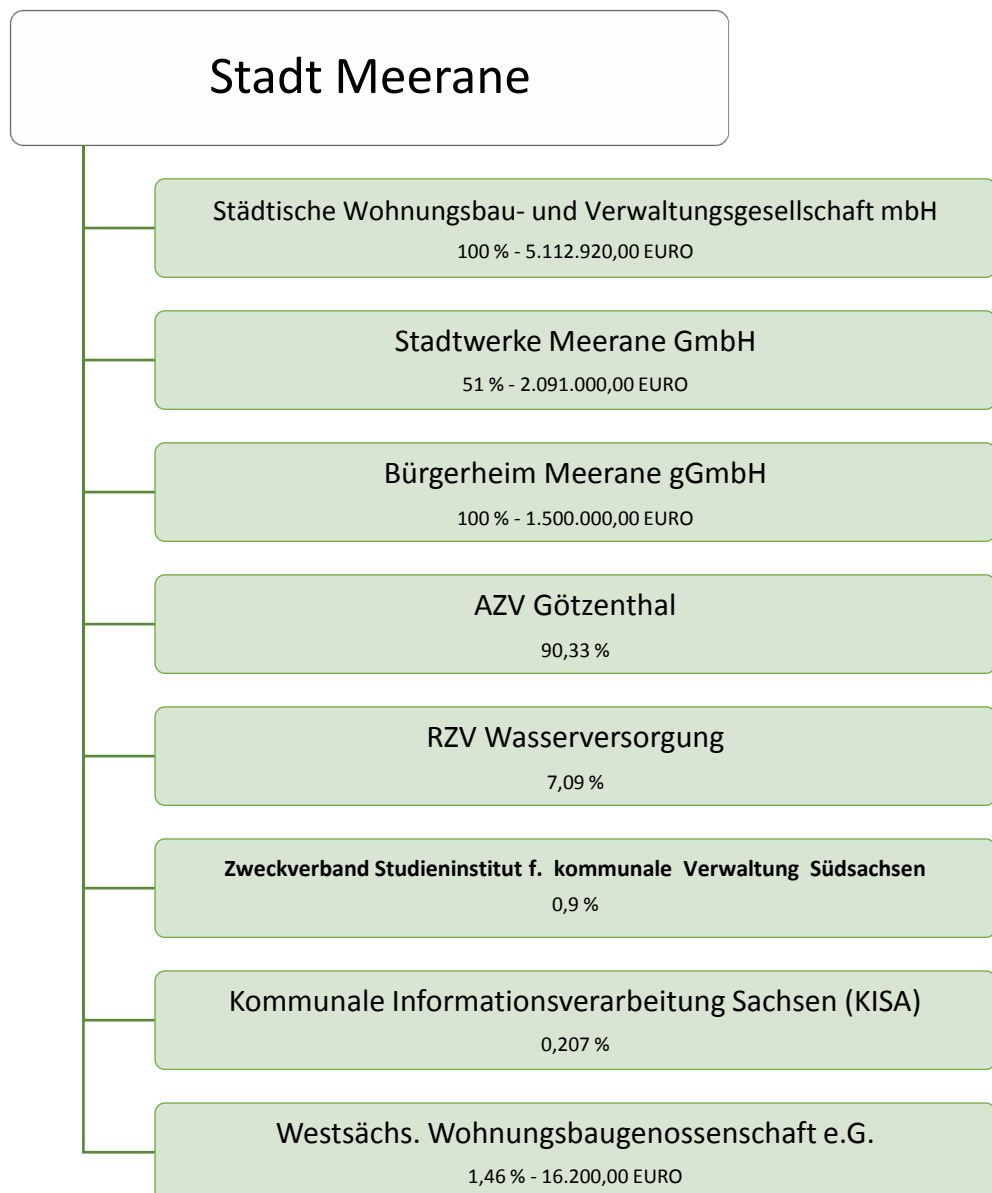 Stadt Meerane
Städtische Wohnungsbau- und Verwaltungsgesellschaft mbH
100 % - 5.112.920,00 EURO
Stadtwerke Meerane GmbH
51 % - 2.091.000,00 EURO
Bürgerheim Meerane gGmbH
100 % - 1.500.000,00 EURO
AZV Götzenthal
90,33 %
RZV Wasserversorgung
7,09 %
Zweckverband Studieninstitut f. kommunale Verwaltung Südsachsen
0,9 %
Kommunale Informationsverarbeitung Sachsen (KISA)
0,207 %
Westsächs. Wohnungsbaugenossenschaft e.G.
1,46 % - 16.200,00 EURO